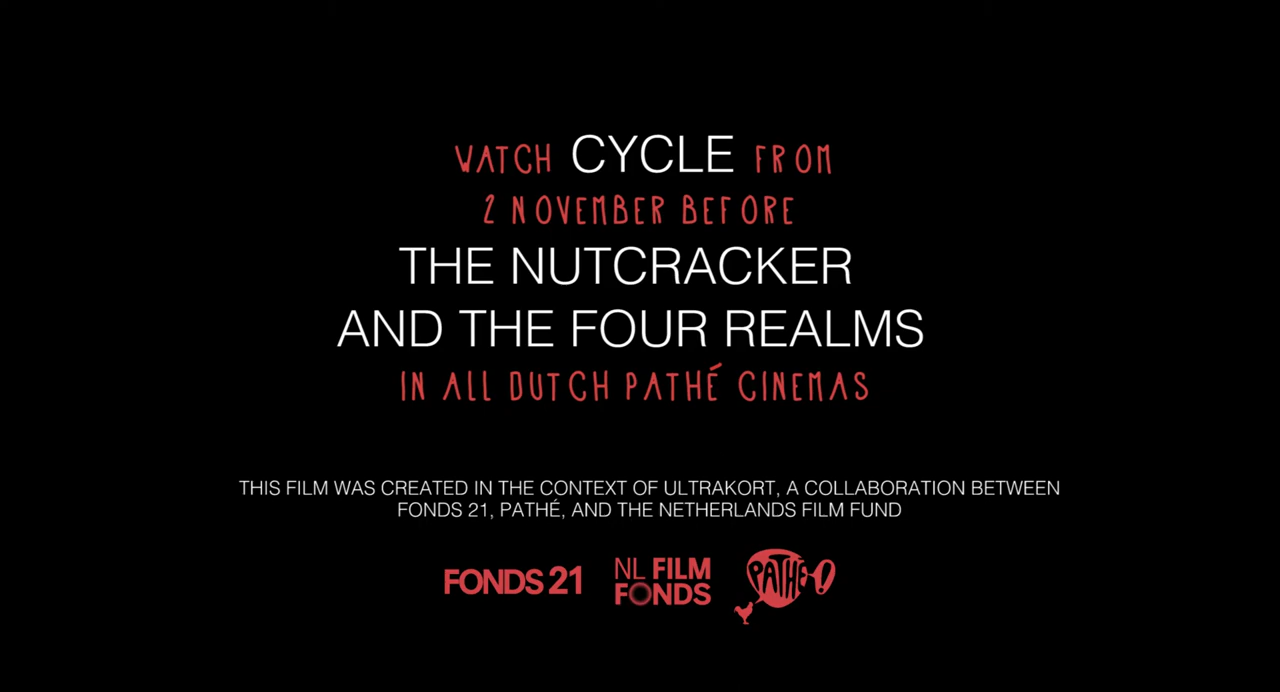 WATCH CYCLE FROM
2 NOVEMBER BEFORE
THE NUTCRACKER
AND THE FOUR REALMS
IN ALL DUTCH PATHÉ CINEMAS
THIS FILM WAS CREATED IN THE CONTEXT OF ULTRAKORT, A COLLABORATION BETWEEN
FONDS 21, PATHÉ, AND THE NETHERLANDS FILM FUND
FONDS 21
NL FILM
FONDS
PATHÉ